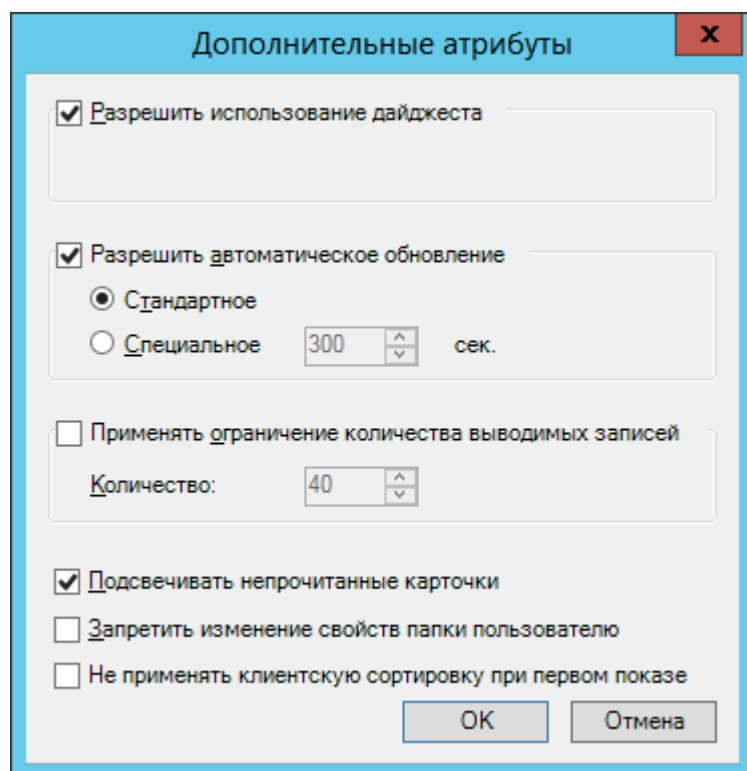 Дополнительные атрибуты
x
Разрешить использование дайджеста
Разрешить автоматическое обновление
Стандартное
Специальное 300 сек.
Применять ограничение количества выводимых записей
Количество: 40
Подсвечивать непрочитанные карточки
Запретить изменение свойств папки пользователю
Не применять клиентскую сортировку при первом показе
OK Отмена